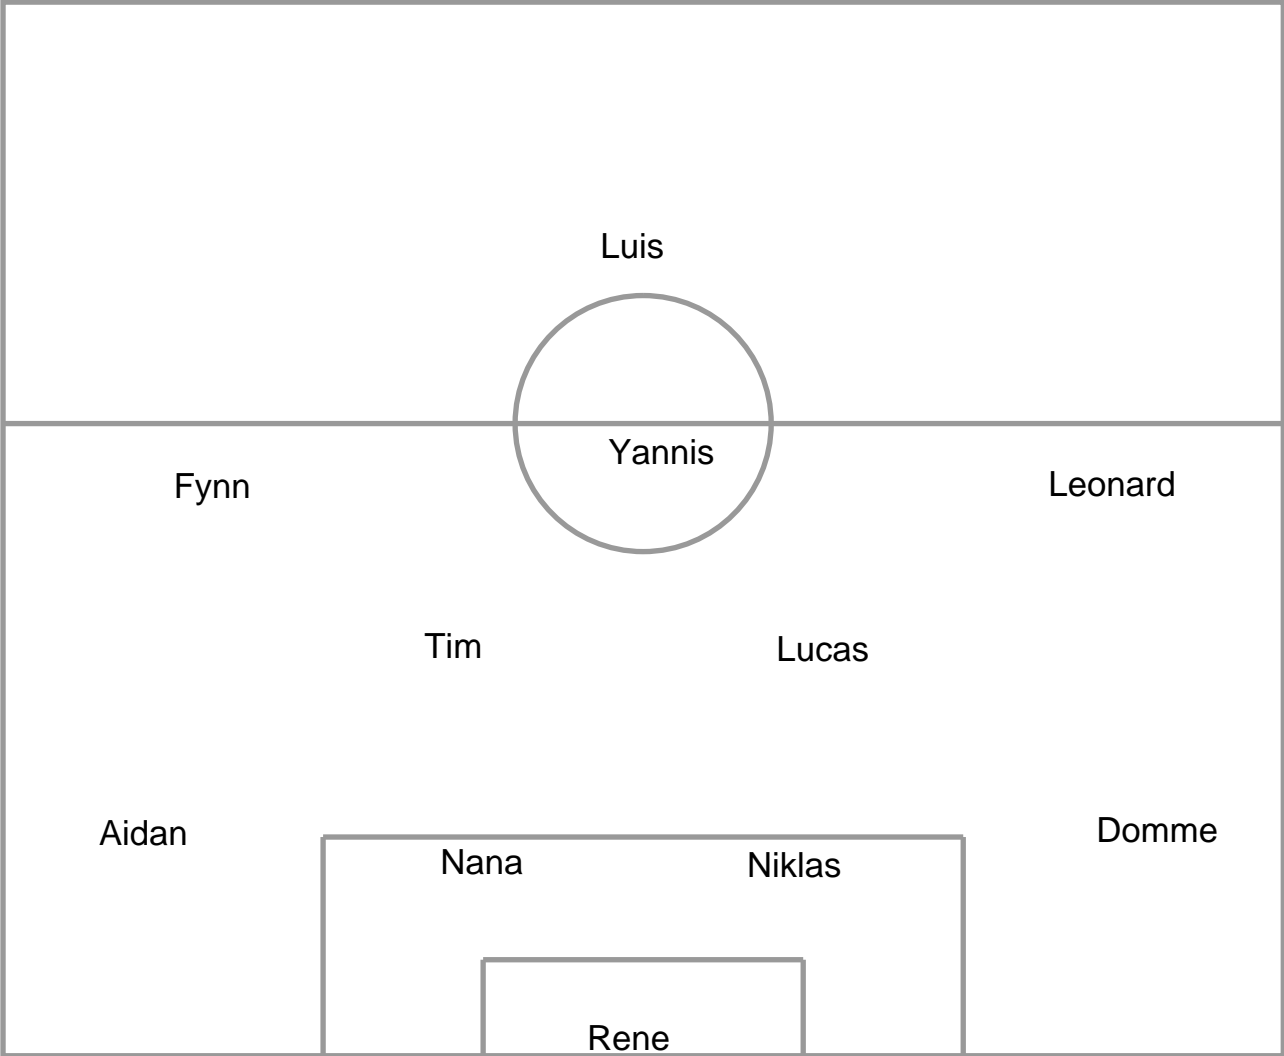 Luis
Yannis
Fynn
Leonard
Tim
Lucas
Aidan
Domme
Nana
Niklas
Rene